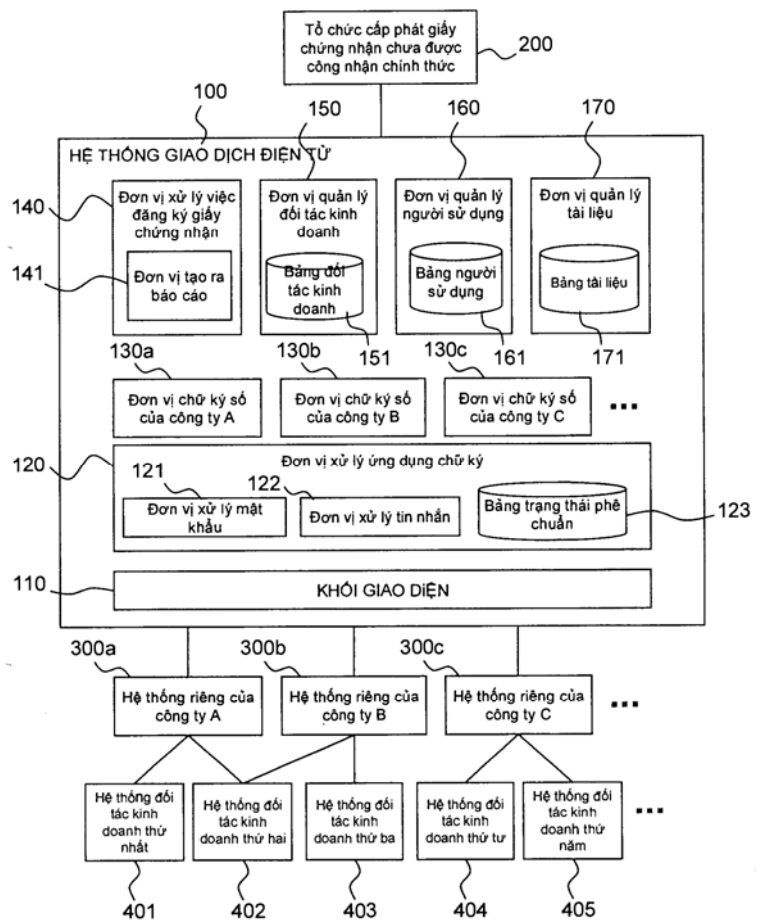 Tổ chức cấp phát giấy
chứng nhận chưa được
công nhận chính thức
200
100
150
160
170
HỆ THỐNG GIAO DỊCH ĐIỆN TỬ
140
Đơn vị xử lý việc
đăng ký giấy
chứng nhận
Đơn vị quản lý
đối tác kinh
doanh
Đơn vị quản lý
người sử dụng
Đơn vị quản lý
tài liệu
141
Đơn vị tạo ra
báo cáo
Bảng đối
tác kinh
doanh
Bảng người
sử dụng
Bảng tài liệu
151
161
171
130a
130b
130c
Đơn vị chữ ký số
của công ty A
Đơn vị chữ ký số
của công ty B
Đơn vị chữ ký số
của công ty C
...
120
Đơn vị xử lý ứng dụng chữ ký
121
122
Đơn vị xử lý mật
khẩu
Đơn vị xử lý tin nhắn
Bảng trạng thái phê
chuẩn
123
110
KHỐI GIAO DIỆN
300a
300b
300c
Hệ thống riêng của
công ty A
Hệ thống riêng của
công ty B
Hệ thống riêng của
công ty C
...
Hệ thống đối
tác kinh
doanh thứ
nhất
Hệ thống đối
tác kinh
doanh thứ hai
Hệ thống đối
tác kinh
doanh thứ ba
Hệ thống đối
tác kinh
doanh thứ tư
Hệ thống đối
tác kinh
doanh thứ
năm
...
401
402
403
404
405